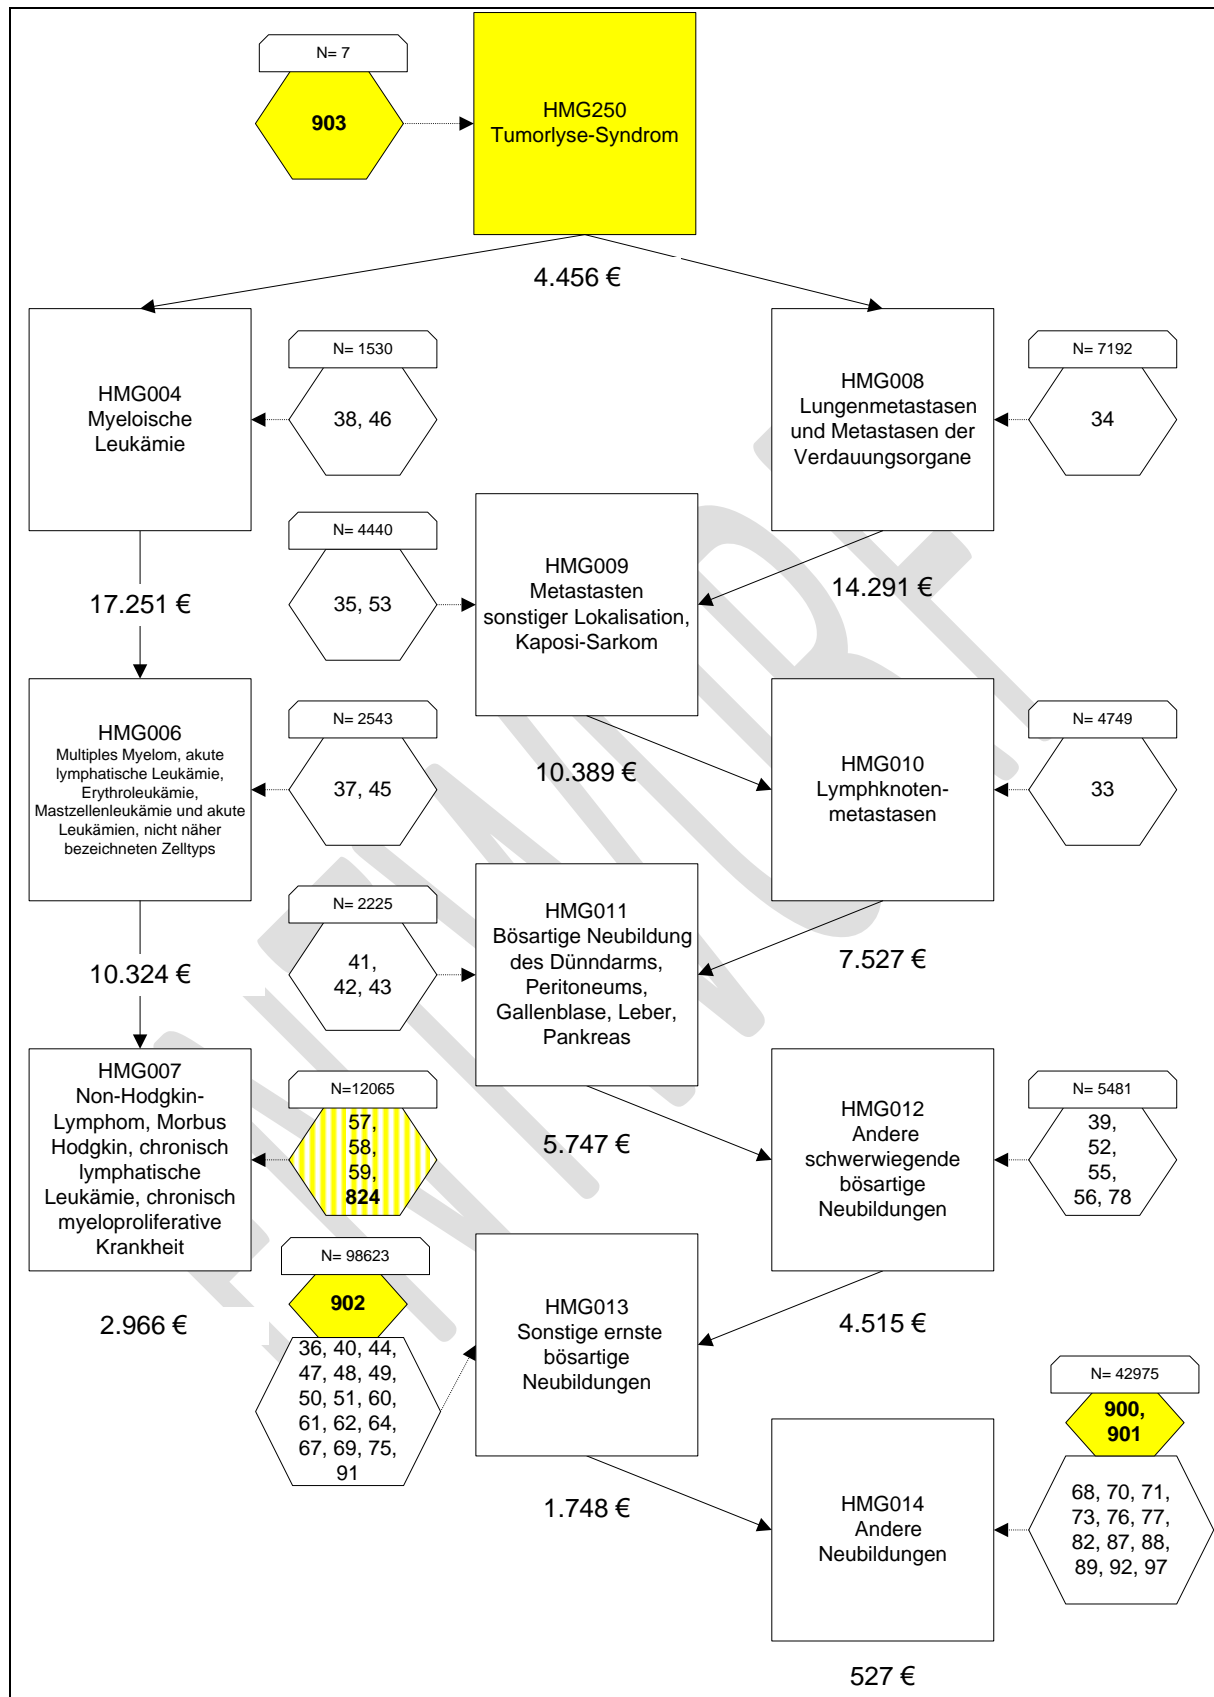 N= 7
903
HMG250
Tumorlyse-Syndrom
4.456 €
HMG004
Myeloische
Leukämie
N= 1530
38, 46
HMG008
Lungenmetastasen
und Metastasen der
Verdauungsorgane
N= 7192
34
17.251 €
N= 4440
35, 53
HMG009
Metastasten
sonstiger Lokalisation,
Kaposi-Sarkom
14.291 €
HMG006
Multiples Myelom, akute
lymphatische Leukämie,
Erythroleukämie,
Mastzellenleukämie und akute
Leukämien, nicht näher
bezeichneten Zelltyps
N= 2543
37, 45
10.389 €
HMG010
Lymphknoten-
metastasen
N= 4749
33
10.324 €
N= 2225
41,
42, 43
HMG011
Bösartige Neubildung
des Dünndarms,
Peritoneums,
Gallenblase, Leber,
Pankreas
7.527 €
HMG007
Non-Hodgkin-
Lymphom, Morbus
Hodgkin, chronisch
lymphatische
Leukämie, chronisch
myeloproliferative
Krankheit
N=12065
57,
58,
59,
824
5.747 €
HMG012
Andere
schwerwiegende
bösartige
Neubildungen
N= 5481
39,
52,
55,
56, 78
2.966 €
N= 98623
902
36, 40, 44,
47, 48, 49,
50, 51, 60,
61, 62, 64,
67, 69, 75,
91
HMG013
Sonstige ernste
bösartige
Neubildungen
4.515 €
1.748 €
HMG014
Andere
Neubildungen
N= 42975
900,
901
68, 70, 71,
73, 76, 77,
82, 87, 88,
89, 92, 97
527 €
ENTWURF